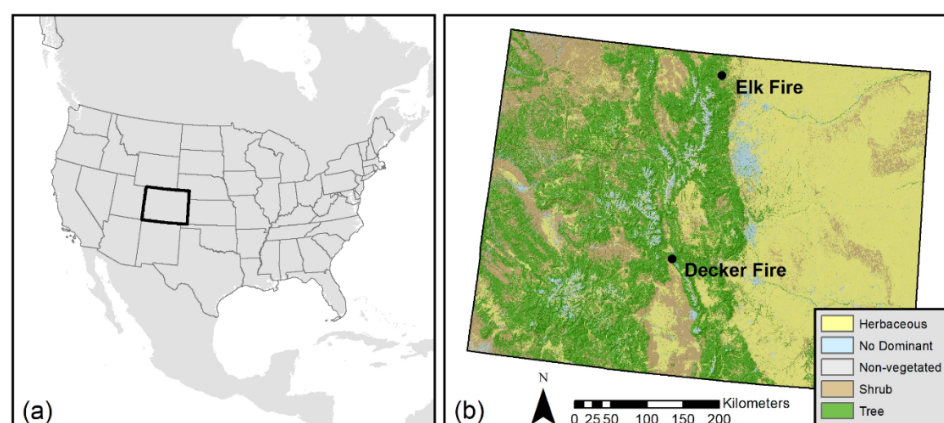 (a)
Elk Fire
Decker Fire
Herbaceous
No Dominant
Non-vegetated
Shrub
Tree
N
Kilometers
0 25 50 100 150 200
(b)